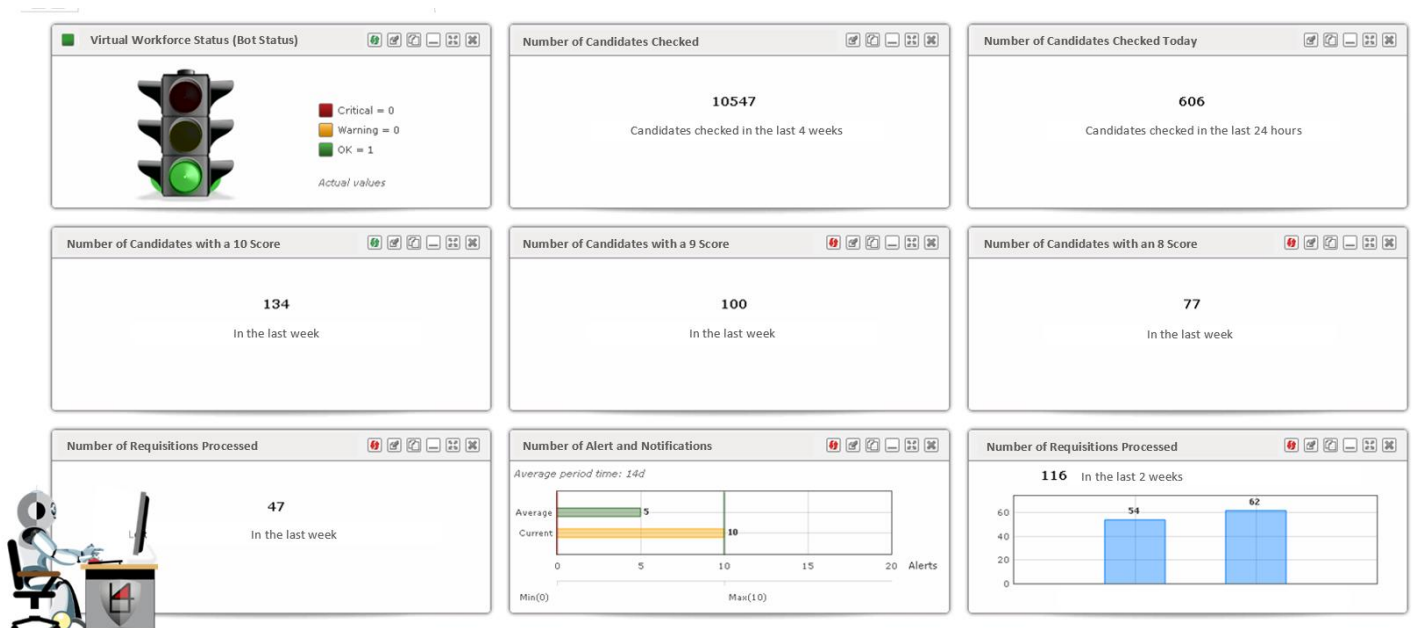 Virtual Workforce Status (Bot Status)
Critical = 0
Warning = 0
OK = 1
Actual values
Number of Candidates Checked
10547
Candidates checked in the last 4 weeks
Number of Candidates Checked Today
606
Candidates checked in the last 24 hours
Number of Candidates with a 10 Score
134
In the last week
Number of Candidates with a 9 Score
100
In the last week
Number of Candidates with an 8 Score
77
In the last week
Number of Requisitions Processed
47
In the last week
Number of Alert and Notifications
Average period time: 14d
Average 5
Current 10
0 5 10 15 20 Alerts
Min(0) Max(10)
Number of Requisitions Processed
116 In the last 2 weeks
54 62
60
40
20
0